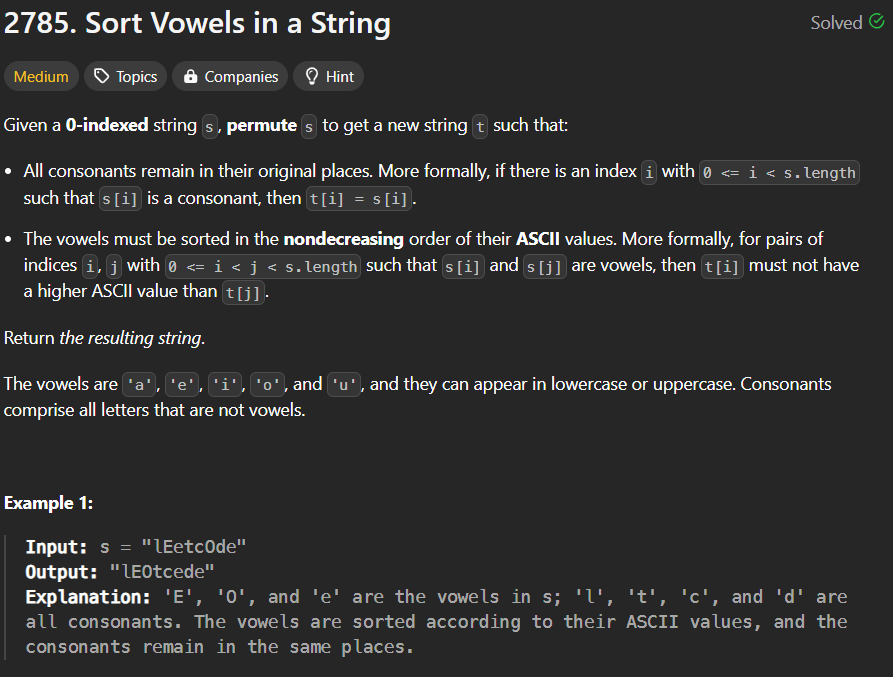 2785. Sort Vowels in a String
Solved
Medium Topics Companies Hint
Given a 0-indexed string s, permute s to get a new string t such that:
• All consonants remain in their original places. More formally, if there is an index i with 0 <= i < s.length
such that s[i] is a consonant, then t[i] = s[i].
• The vowels must be sorted in the nondecreasing order of their ASCII values. More formally, for pairs of
indices i, j with 0 <= i < j < s.length such that s[i] and s[j] are vowels, then t[i] must not have
a higher ASCII value than t[j].
Return the resulting string.
The vowels are 'a', 'e', 'i', 'o', and 'u', and they can appear in lowercase or uppercase. Consonants
comprise all letters that are not vowels.
Example 1:
Input: s = "lEetcOde"
Output: "lEOtcede"
Explanation: 'E', 'O', and 'e' are the vowels in s; 'l', 't', 'c', and 'd' are
all consonants. The vowels are sorted according to their ASCII values, and the
consonants remain in the same places.